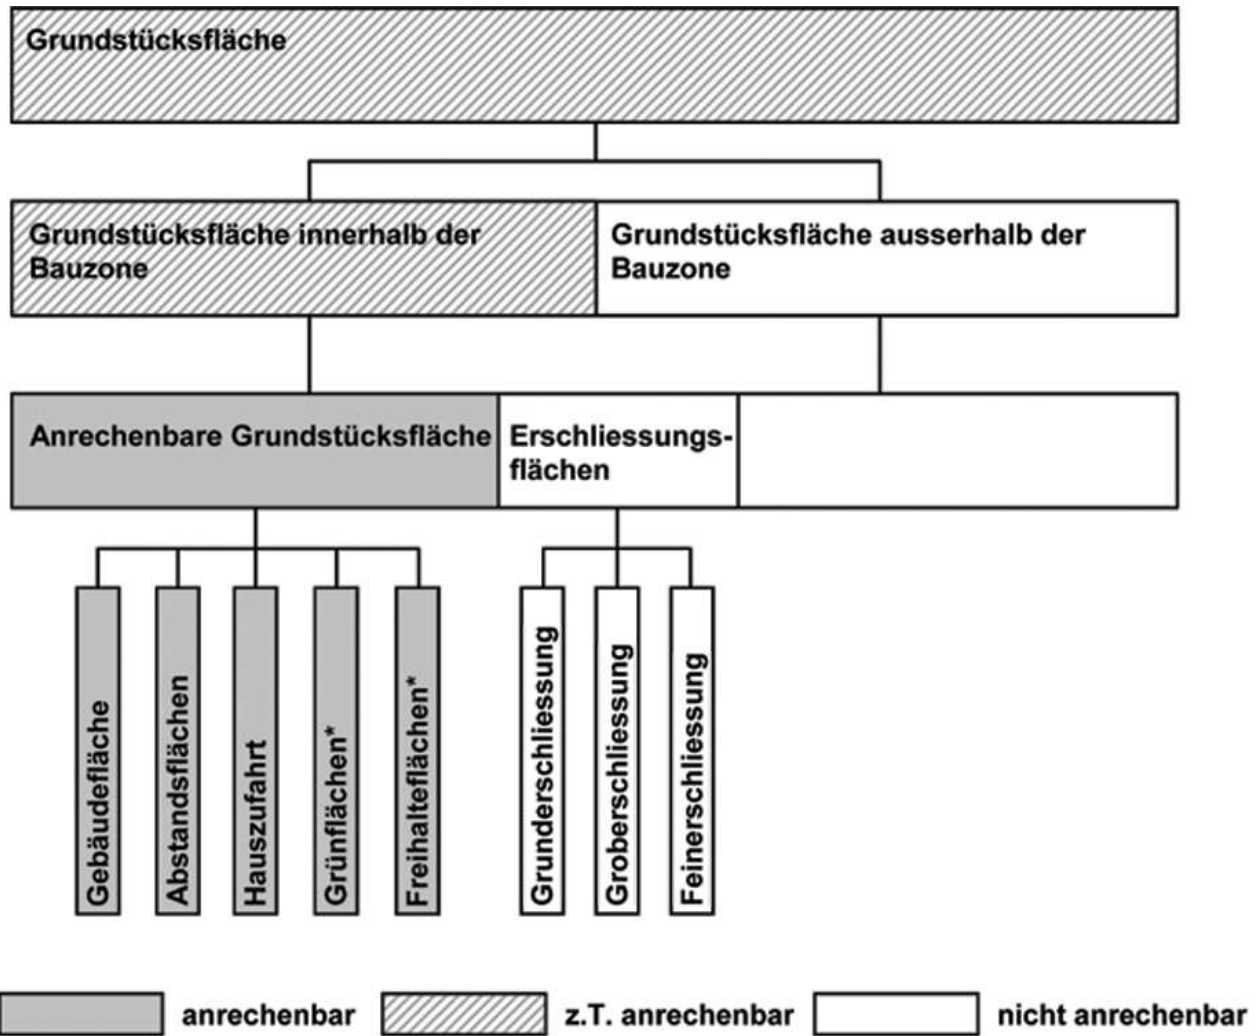 Grundstücksfläche
Grundstücksfläche innerhalb der
Bauzone
Grundstücksfläche ausserhalb der
Bauzone
Anrechenbare Grundstücksfläche
Erschliessungs-
flächen
Gebäudefläche
Abstandsflächen
Hauszufahrt
Grünflächen*
Freihalteflächen*
Grunderschliessung
Groberschliessung
Feinerschliessung
anrechenbar
z.T. anrechenbar
nicht anrechenbar